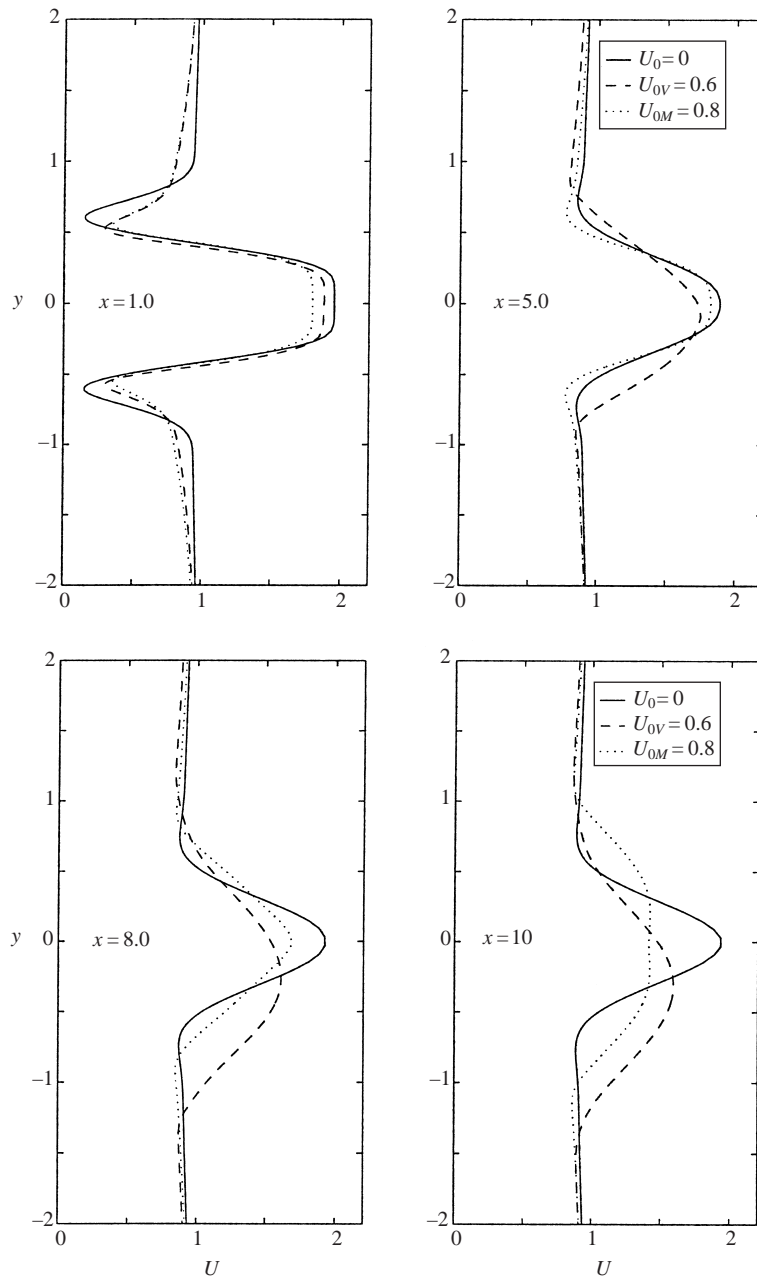 2
1
y
0
–1
–2
x = 1.0
0
1
2
2
1
0
–1
–2
x = 5.0
U₀ = 0
U₀V = 0.6
U₀M = 0.8
0
1
2
2
1
y
0
–1
–2
x = 8.0
0
1
2
U
2
1
0
–1
–2
x = 10
U₀ = 0
U₀V = 0.6
U₀M = 0.8
0
1
2
U